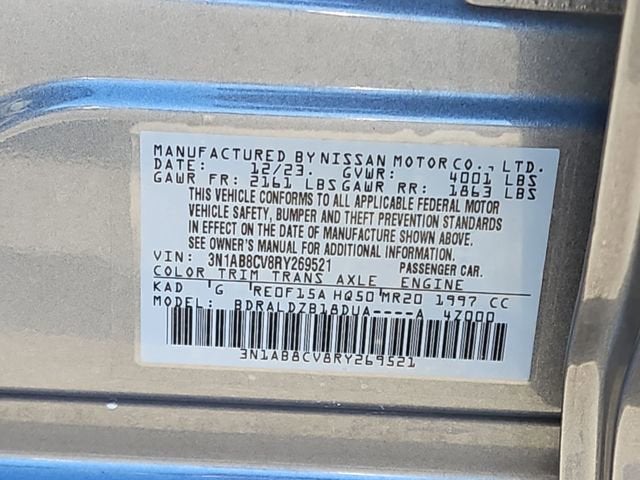 MANUFACTURED BY NISSAN MOTOR CO., LTD.
DATE: 12/23. GVWR: 4001 LBS
GAWR FR: 2161 LBS GAWR RR: 1863 LBS
THIS VEHICLE CONFORMS TO ALL APPLICABLE FEDERAL MOTOR
VEHICLE SAFETY, BUMPER AND THEFT PREVENTION STANDARDS
IN EFFECT ON THE DATE OF MANUFACTURE SHOWN ABOVE.
SEE OWNER'S MANUAL FOR ADDITIONAL INFORMATION.
VIN: 3N1AB8CV8RY269521 PASSENGER CAR.
COLOR TRIM TRANS AXLE ENGINE
KAD G RE0F15A HQ50 MR20 1997 CC
MODEL: BDRALDZB18DUA----A 4Z000
3N1AB8CV8RY269521